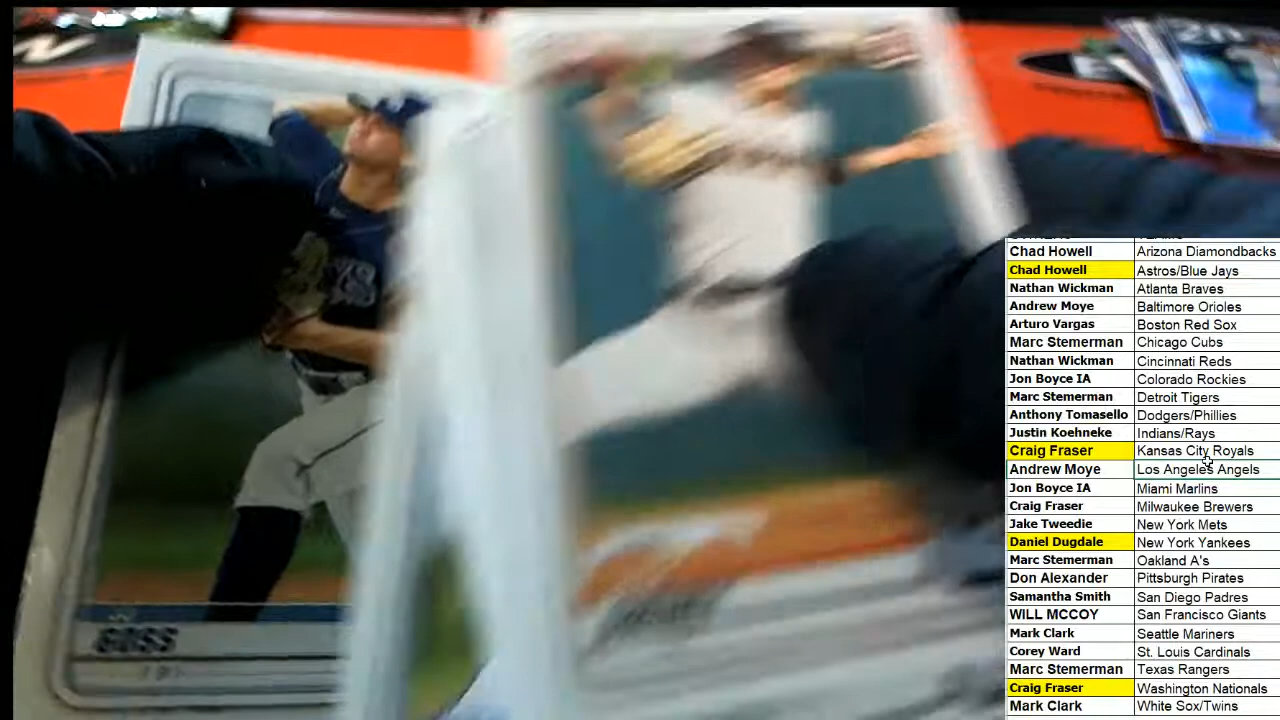 Chad Howell Arizona Diamondbacks
Chad Howell Astros/Blue Jays
Nathan Wickman Atlanta Braves
Andrew Moye Baltimore Orioles
Arturo Vargas Boston Red Sox
Marc Stemerman Chicago Cubs
Nathan Wickman Cincinnati Reds
Jon Boyce IA Colorado Rockies
Marc Stemerman Detroit Tigers
Anthony Tomasello Dodgers/Phillies
Justin Koehneke Indians/Rays
Craig Fraser Kansas City Royals
Andrew Moye Los Angeles Angels
Jon Boyce IA Miami Marlins
Craig Fraser Milwaukee Brewers
Jake Tweedie New York Mets
Daniel Dugdale New York Yankees
Marc Stemerman Oakland A's
Don Alexander Pittsburgh Pirates
Samantha Smith San Diego Padres
WILL MCCOY San Francisco Giants
Mark Clark Seattle Mariners
Corey Ward St. Louis Cardinals
Marc Stemerman Texas Rangers
Craig Fraser Washington Nationals
Mark Clark White Sox/Twins
GOSS